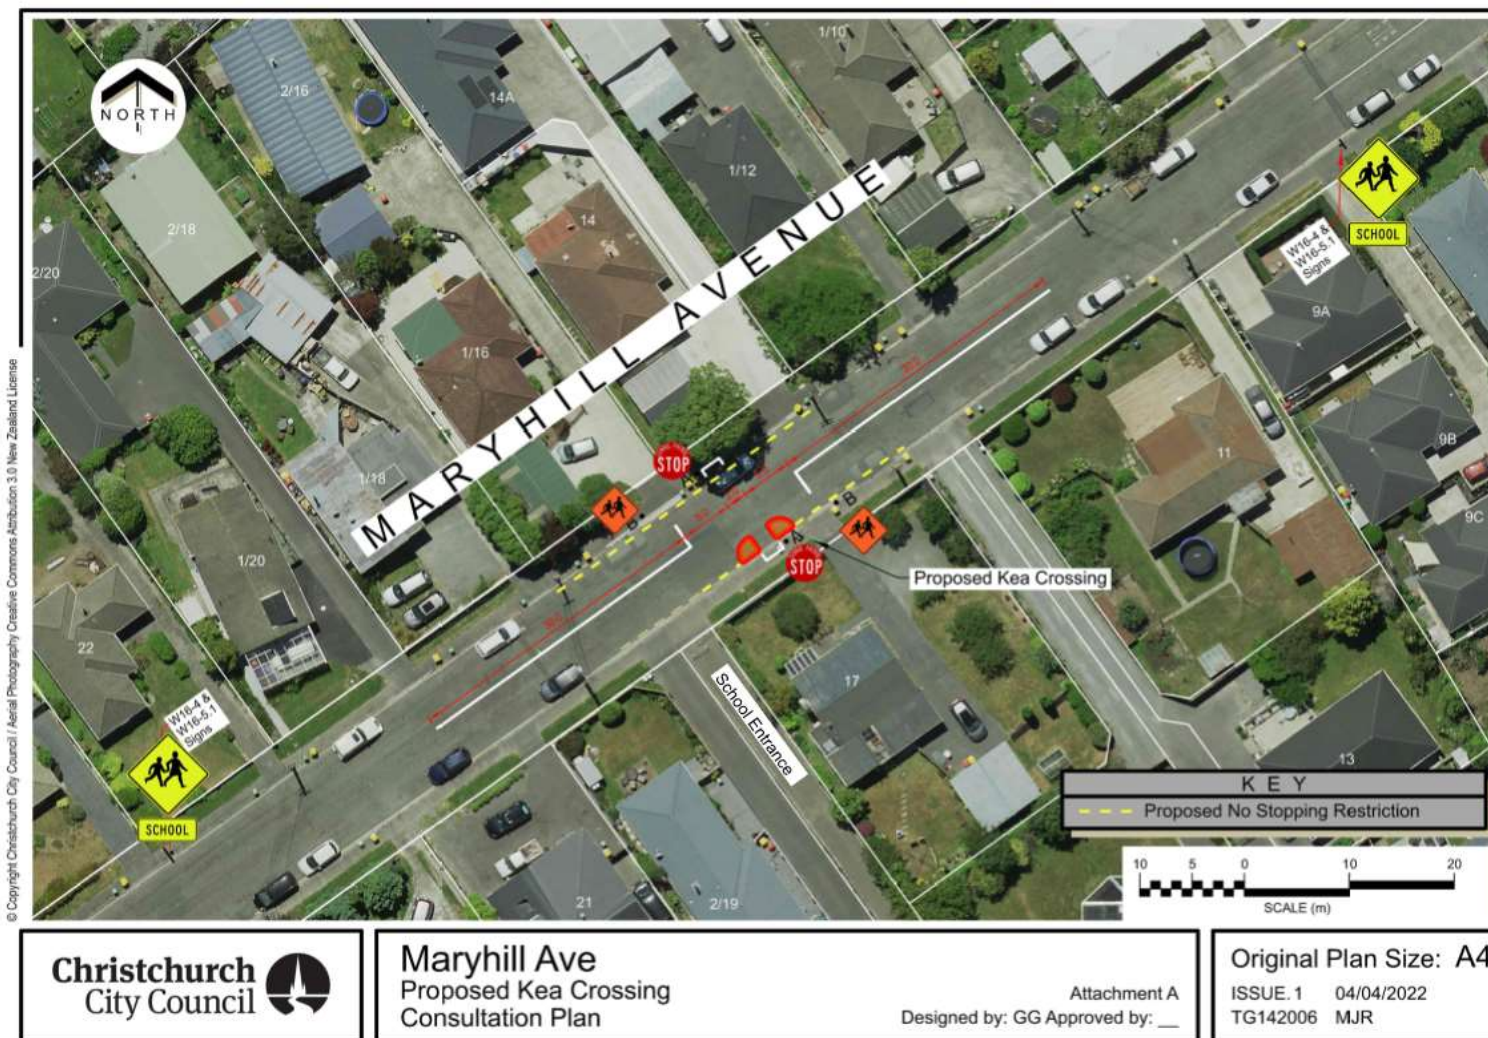 © Copyright Christchurch City Council / Aerial Photography Creative Commons Attribution 3.0 New Zealand License
NORTH
2/16
14A
1/10
2/18
14
1/12
2/20
1/16
1/18
1/20
22
MARYHILL AVENUE
W16-4 &
W16-5.1
Signs
SCHOOL
9A
9B
9C
11
STOP
B
A
STOP
Proposed Kea Crossing
School Entrance
17
13
W16-4 &
W16-5.1
Signs
SCHOOL
21
2/19
KEY
Proposed No Stopping Restriction
10 5 0 10 20
SCALE (m)
Christchurch
City Council
Maryhill Ave
Proposed Kea Crossing
Consultation Plan
Attachment A
Designed by: GG Approved by: __
Original Plan Size: A4
ISSUE.1 04/04/2022
TG142006 MJR